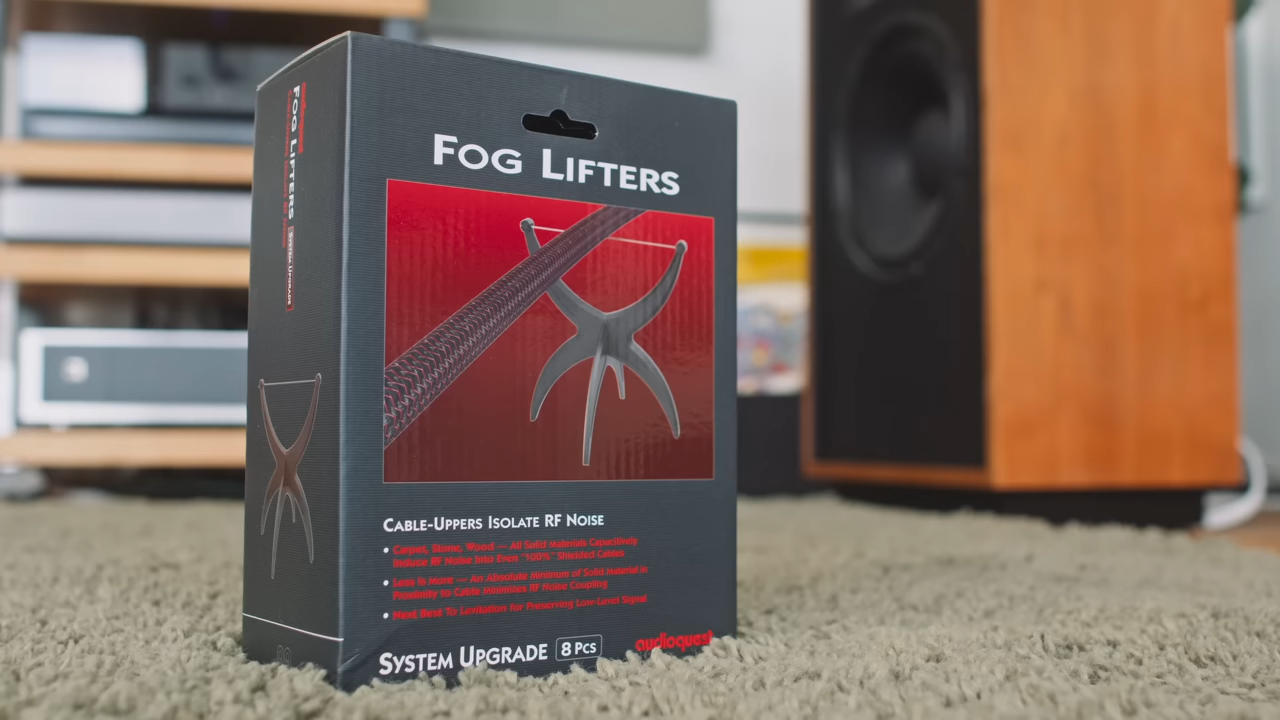 FOG LIFTERS
CABLE-UPPERS ISOLATE RF NOISE
• Carpet, Stone, Wood — All Solid Materials Capacitively
Induce RF Noise Into Even "100%" Shielded Cables
• Less Is More — An Absolute Minimum of Solid Material in
Proximity to Cable Minimizes RF Noise Coupling
• Next Best To Levitation for Preserving Low-Level Signal
SYSTEM UPGRADE 8 PCS
audioquest
FOG LIFTERS
SYSTEM UPGRADE